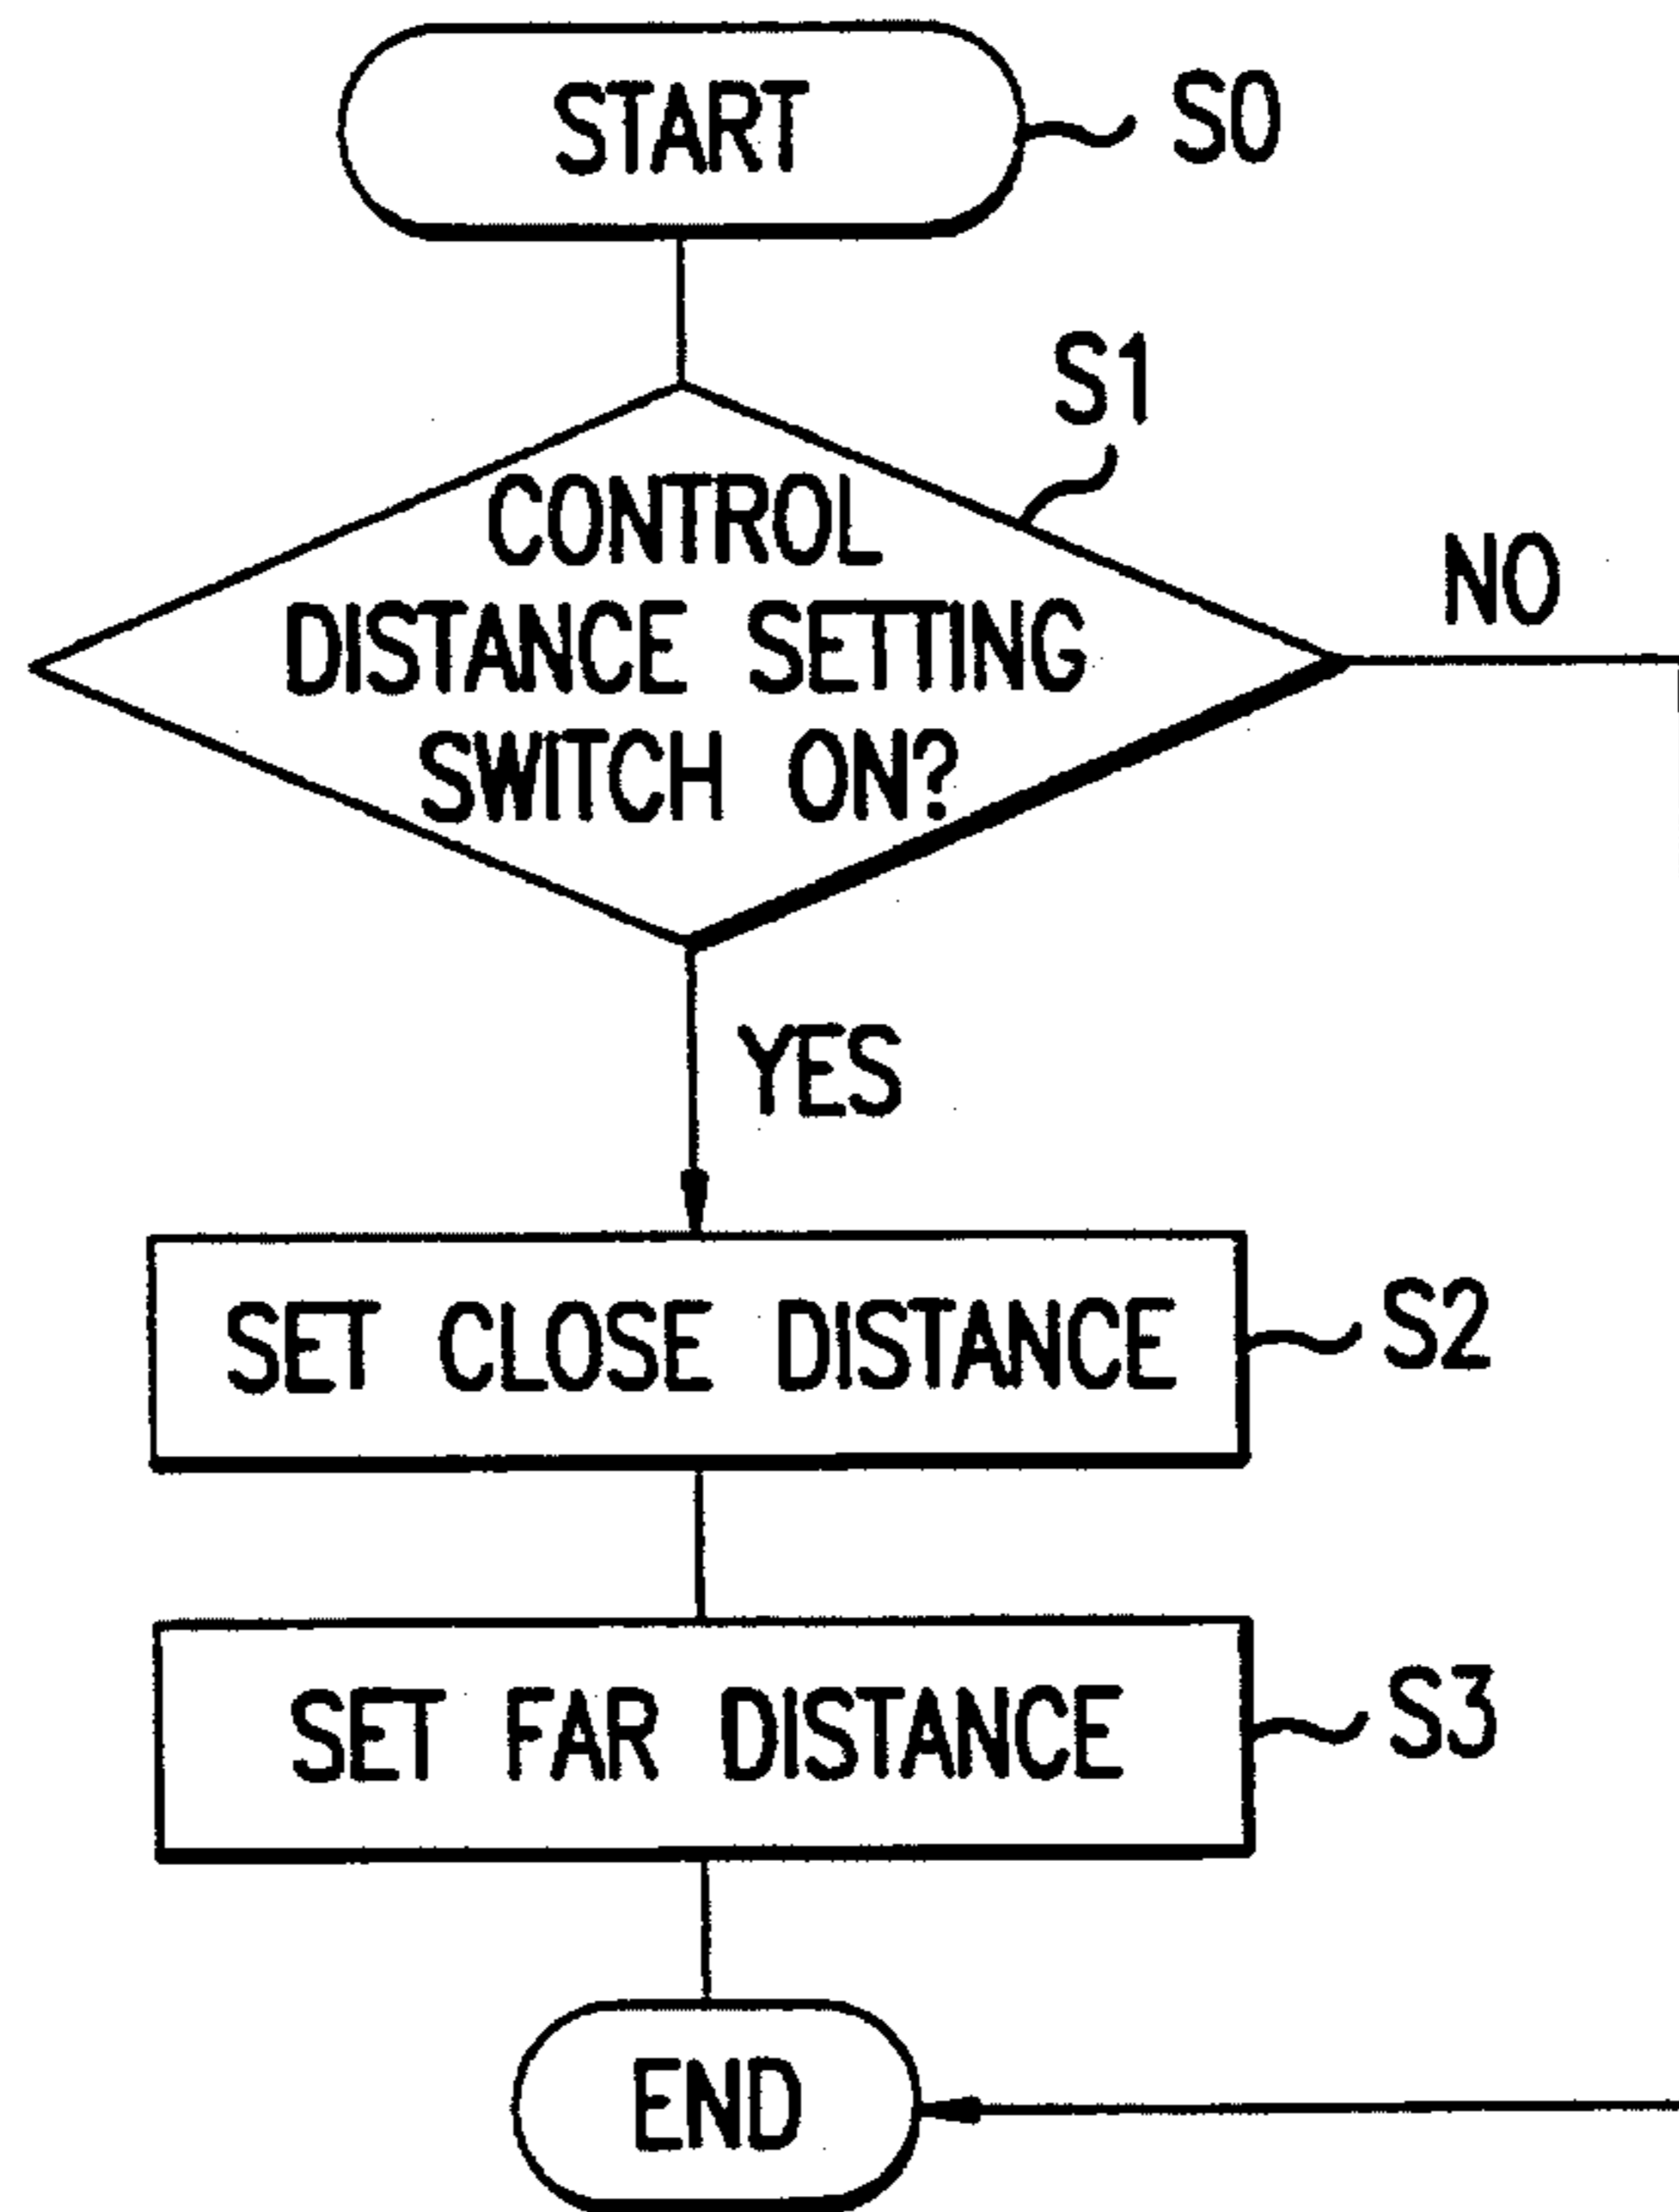 START
S0
S1
CONTROL
DISTANCE SETTING
SWITCH ON?
NO
YES
SET CLOSE DISTANCE
S2
SET FAR DISTANCE
S3
END